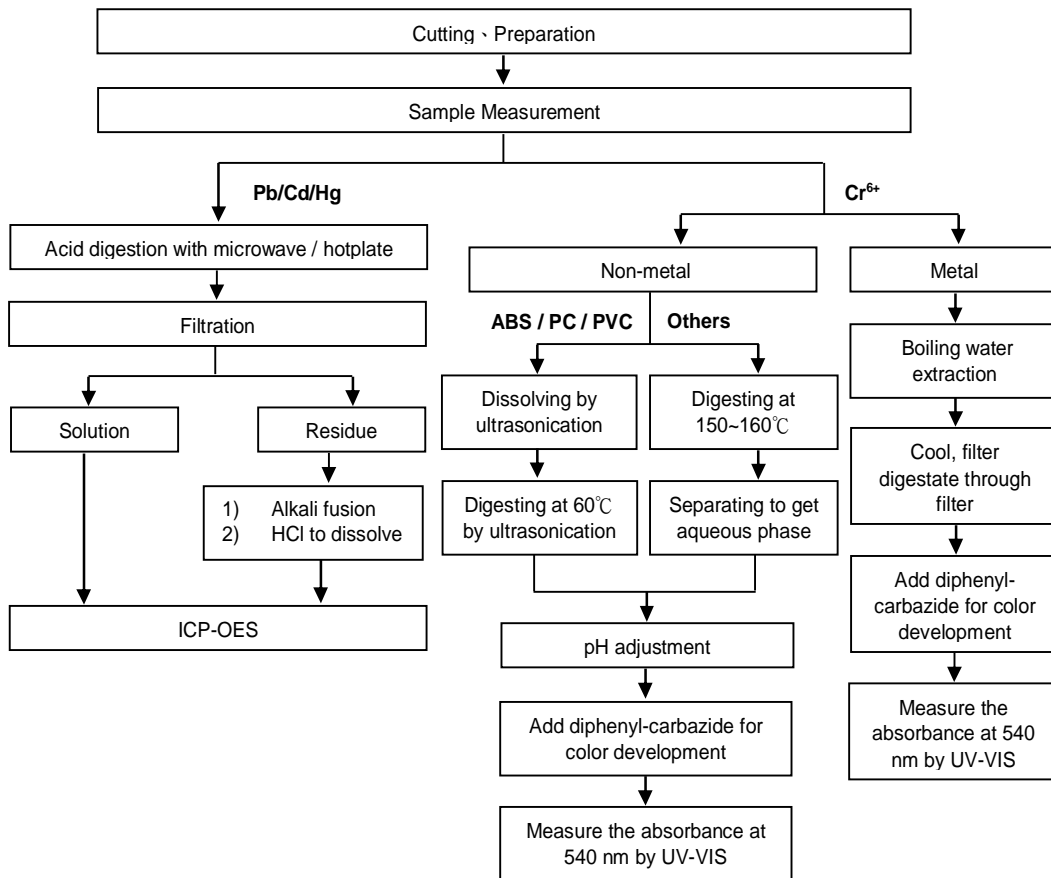 Cutting、Preparation
Sample Measurement
Pb/Cd/Hg
Cr⁶⁺
Acid digestion with microwave / hotplate
Non-metal
Metal
Filtration
ABS / PC / PVC
Others
Boiling water
extraction
Solution
Residue
Dissolving by
ultrasonication
Digesting at
150~160℃
Cool, filter
digestate through
filter
1) Alkali fusion
2) HCl to dissolve
Digesting at 60℃
by ultrasonication
Separating to get
aqueous phase
Add diphenyl-
carbazide for color
development
ICP-OES
pH adjustment
Measure the
absorbance at 540
nm by UV-VIS
Add diphenyl-carbazide for
color development
Measure the absorbance at
540 nm by UV-VIS